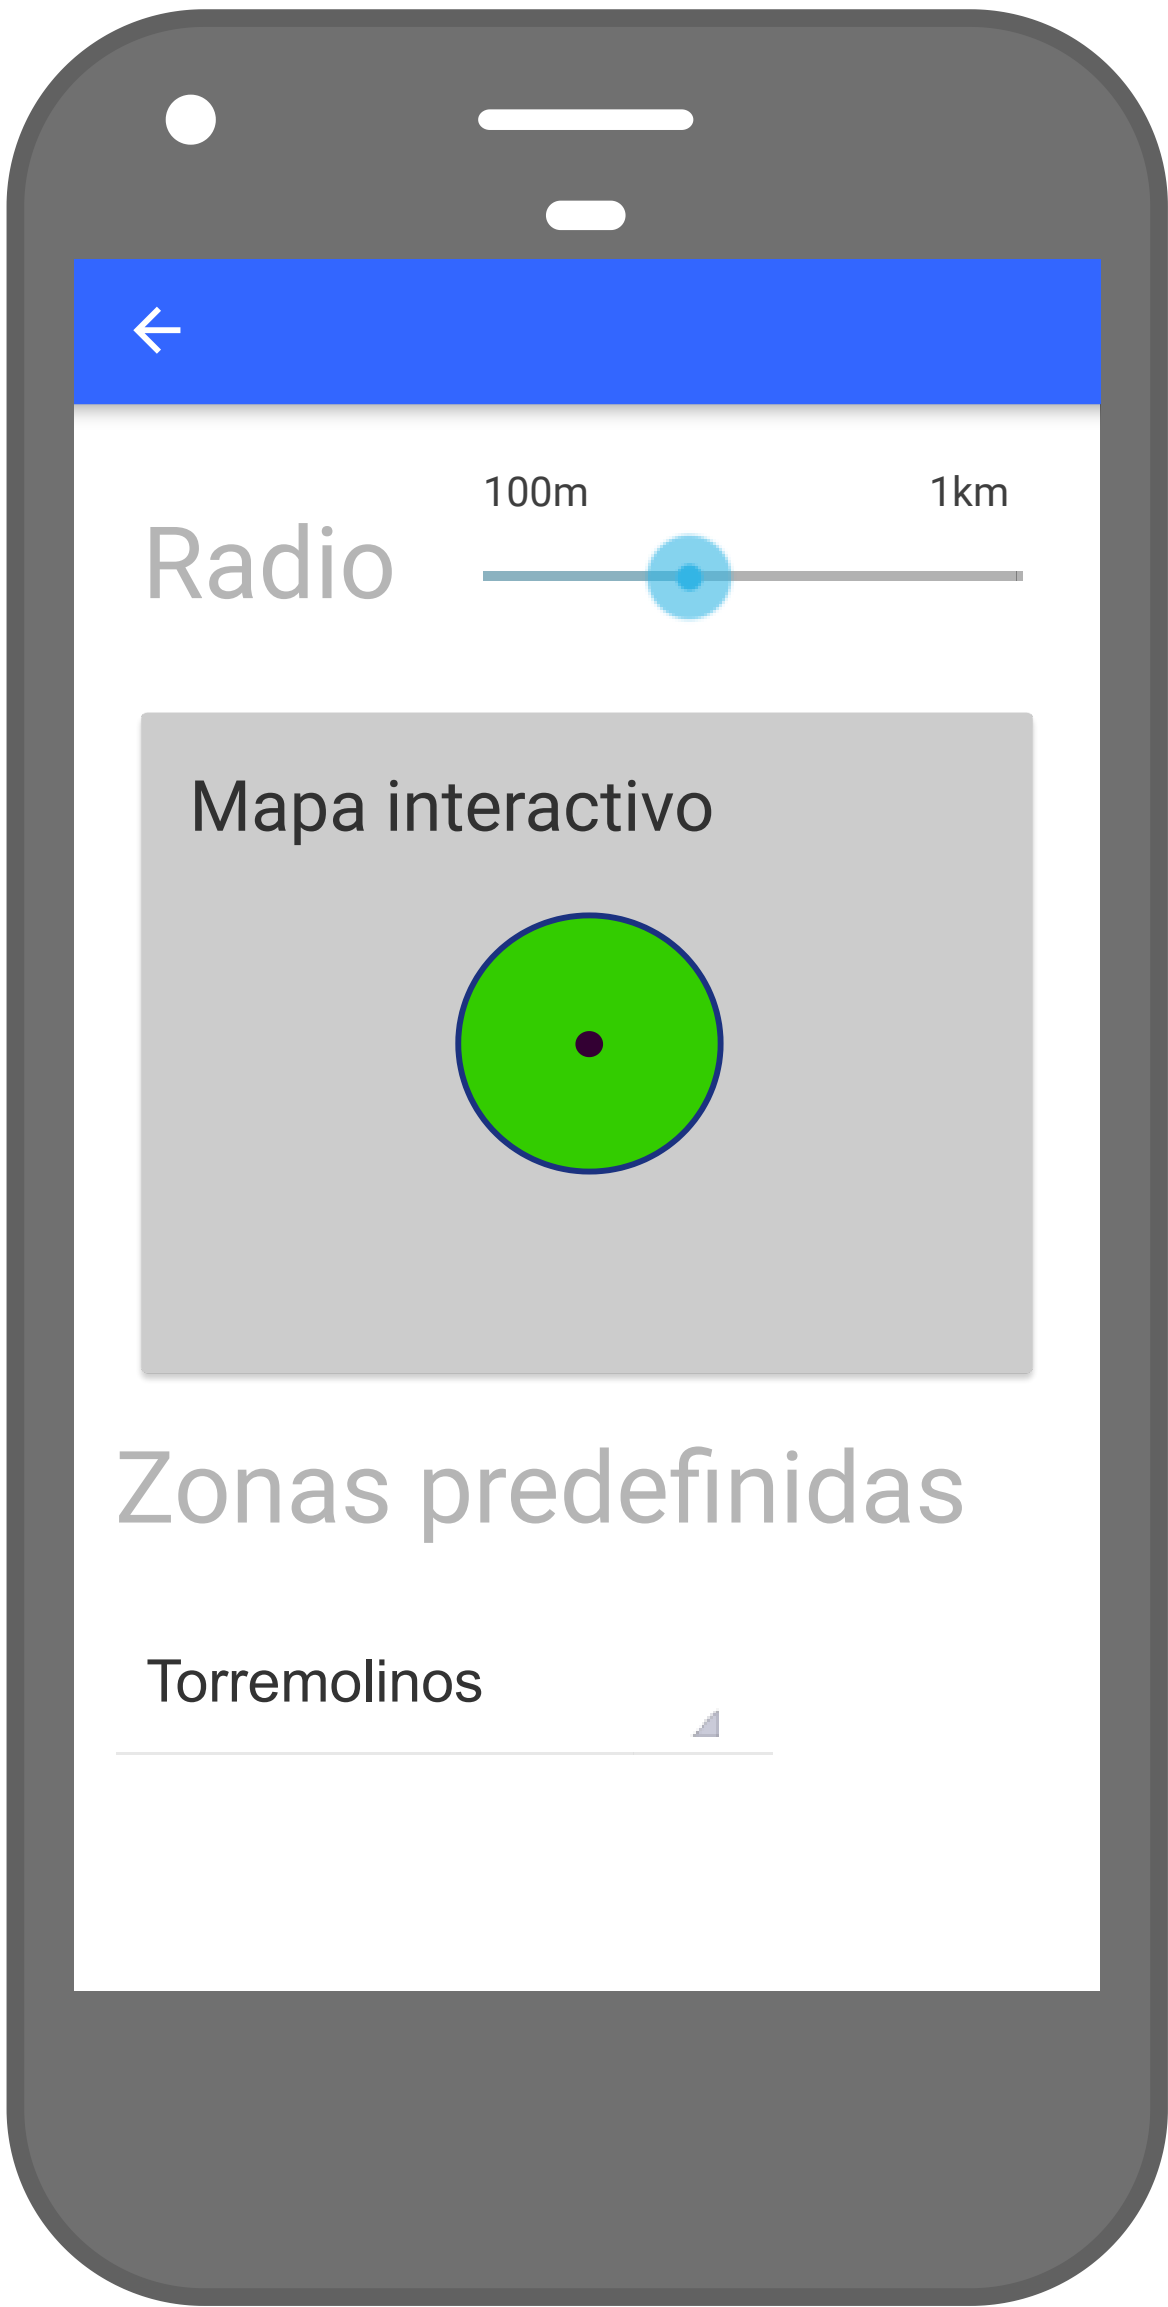 100m 1km
Radio
Mapa interactivo
Zonas predefinidas
Torremolinos